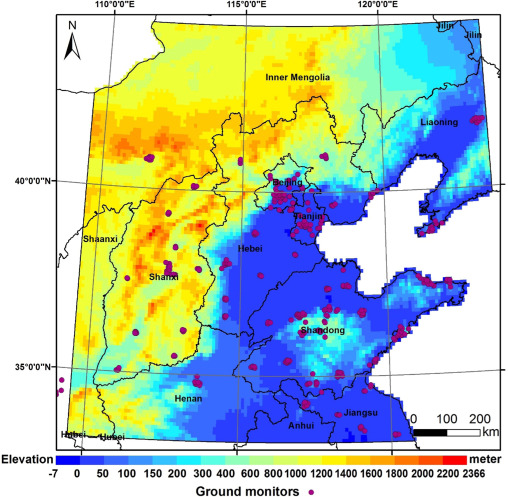 110°0'0"E 115°0'0"E 120°0'0"E
N
Jilin
Jilin
Inner Mengolia
Liaoning
40°0'0"N
Beijing
Tianjin
Shaanxi
Hebei
Shanxi
Shandong
35°0'0"N
Henan
Jiangsu
Anhui
Hubei
Hubei
0 100 200
km
Elevation meter
-7 0 50 100 150 200 300 400 600 800 1000 1200 1400 1600 2000 2200 2366
Ground monitors